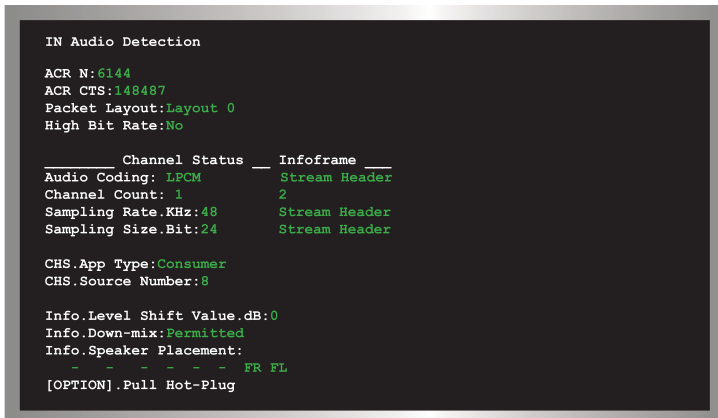 IN Audio Detection
ACR N:6144
ACR CTS:148487
Packet Layout:Layout 0
High Bit Rate:No
________ Channel Status __ Infoframe ___
Audio Coding: LPCM Stream Header
Channel Count: 1 2
Sampling Rate.KHz:48 Stream Header
Sampling Size.Bit:24 Stream Header
CHS.App Type:Consumer
CHS.Source Number:8
Info.Level Shift Value.dB:0
Info.Down-mix:Permitted
Info.Speaker Placement:
- - - - - - FR FL
[OPTION].Pull Hot-Plug